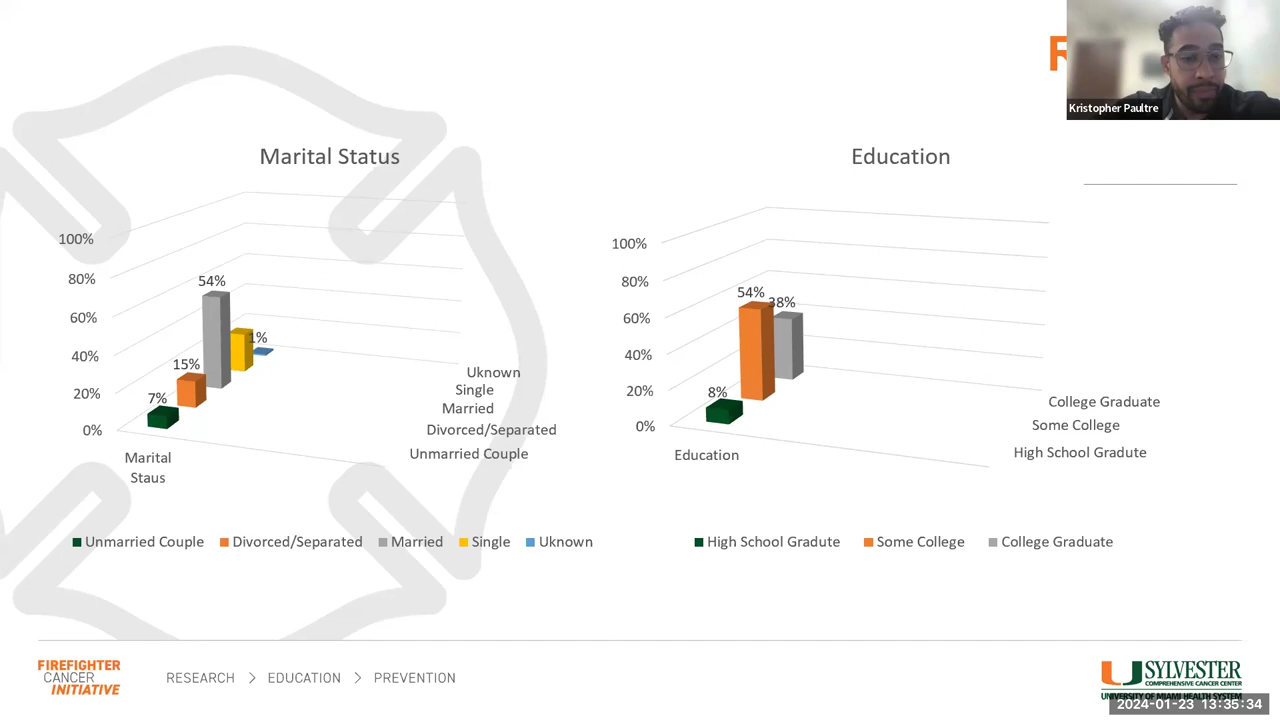 R
Kristopher Paultre
Marital Status
100%
80%
60%
40%
20%
0%
54%
1%
15%
7%
Uknown
Single
Married
Divorced/Separated
Unmarried Couple
Marital
Staus
Unmarried Couple
Divorced/Separated
Married
Single
Uknown
Education
100%
80%
60%
40%
20%
0%
54%
38%
8%
College Graduate
Some College
High School Gradute
Education
High School Gradute
Some College
College Graduate
FIREFIGHTER
CANCER
INITIATIVE
RESEARCH > EDUCATION > PREVENTION
SYLVESTER
COMPREHENSIVE CANCER CENTER
UNIVERSITY OF MIAMI HEALTH SYSTEM
2024-01-23 13:35:34